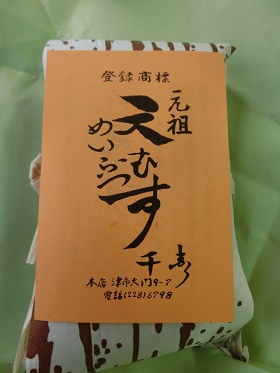 登録商標
元祖
天むす
めいぶつ
千寿
本店 津市大門9-7
電話(228)6798